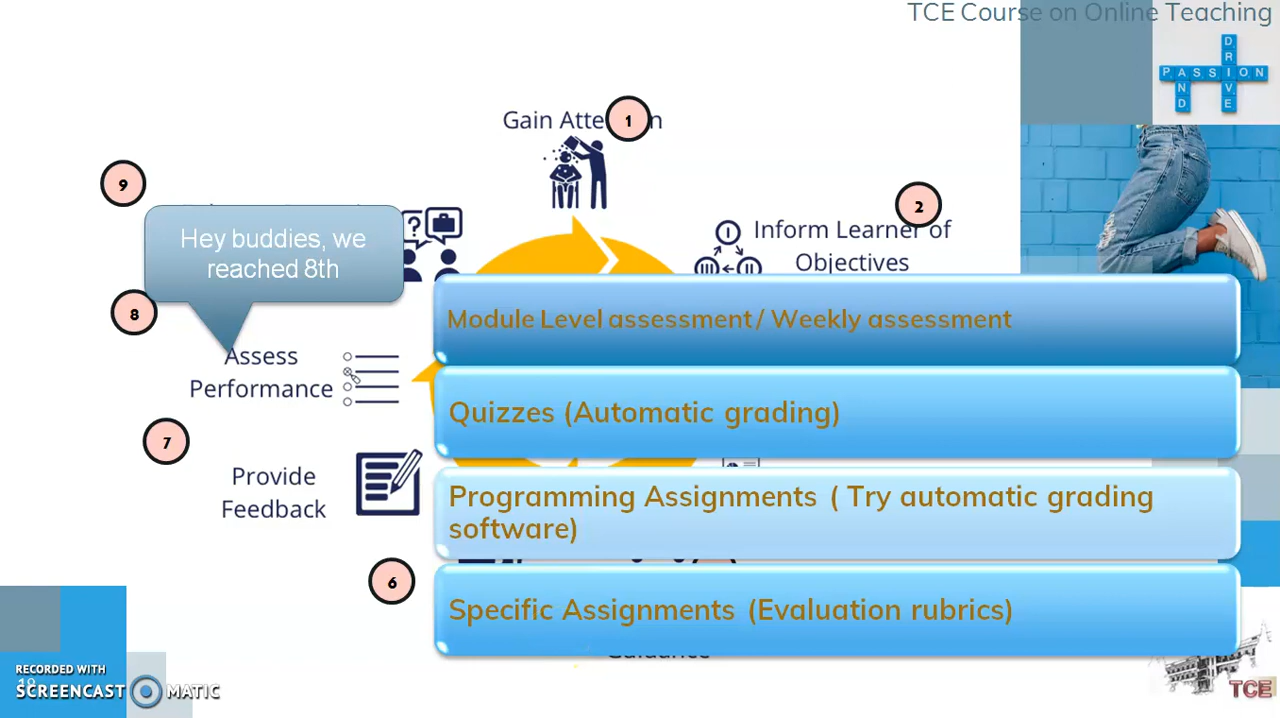 TCE Course on Online Teaching
D
R
PASSION
N V
D E
1
Gain Atte n
9
2
Inform Learner of
Objectives
Hey buddies, we
reached 8th
8
Module Level assessment/ Weekly assessment
Assess
Performance
Quizzes (Automatic grading)
7
Provide
Feedback
Programming Assignments ( Try automatic grading
software)
6
Specific Assignments (Evaluation rubrics)
Guidance
RECORDED WITH
SCREENCAST MATIC
TCE